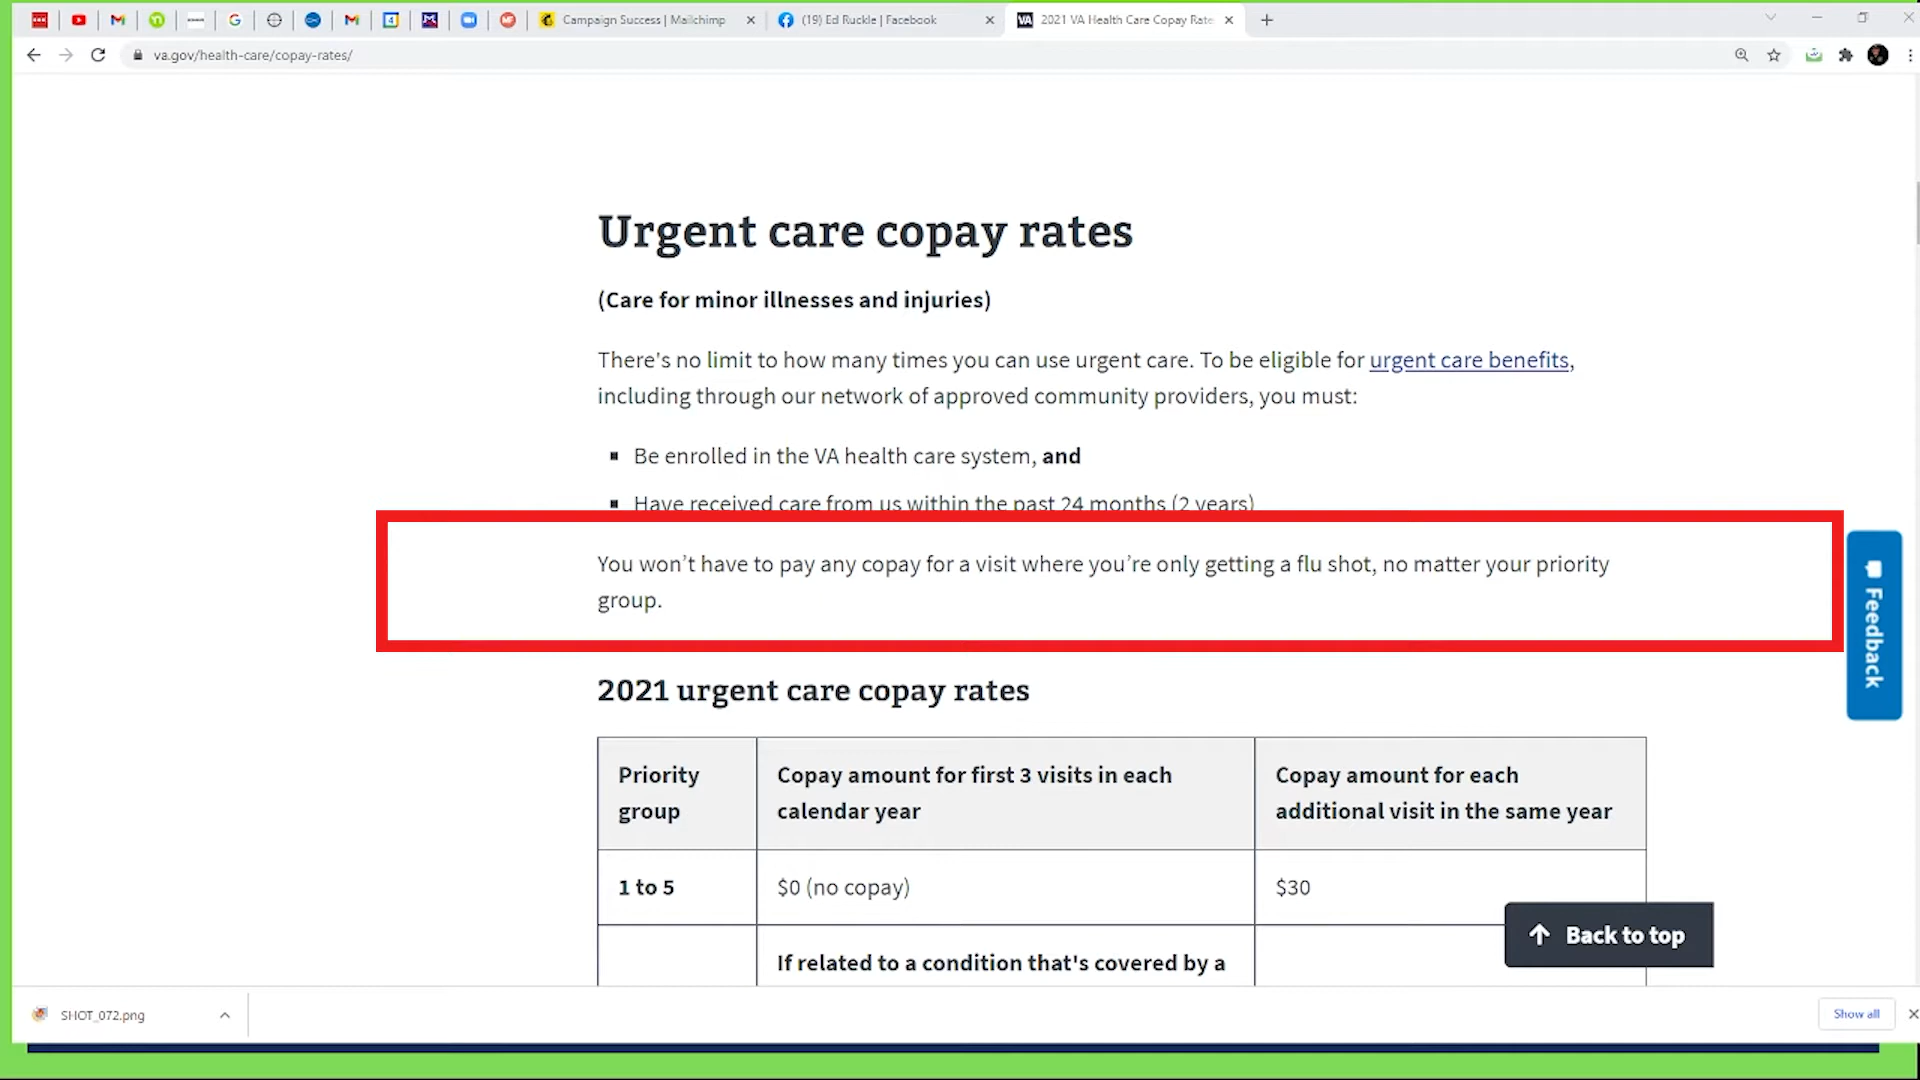 Campaign Success | Mailchimp
(19) Ed Ruckle | Facebook
VA
2021 VA Health Care Copay Rate
va.gov/health-care/copay-rates/
Urgent care copay rates
(Care for minor illnesses and injuries)
There's no limit to how many times you can use urgent care. To be eligible for urgent care benefits,
including through our network of approved community providers, you must:
Be enrolled in the VA health care system, and
Have received care from us within the past 24 months (2 years)
You won’t have to pay any copay for a visit where you’re only getting a flu shot, no matter your priority
group.
Feedback
2021 urgent care copay rates
Priority
group
Copay amount for first 3 visits in each
calendar year
Copay amount for each
additional visit in the same year
1 to 5
$0 (no copay)
$30
If related to a condition that's covered by a
Back to top
SHOT_072.png
Show all